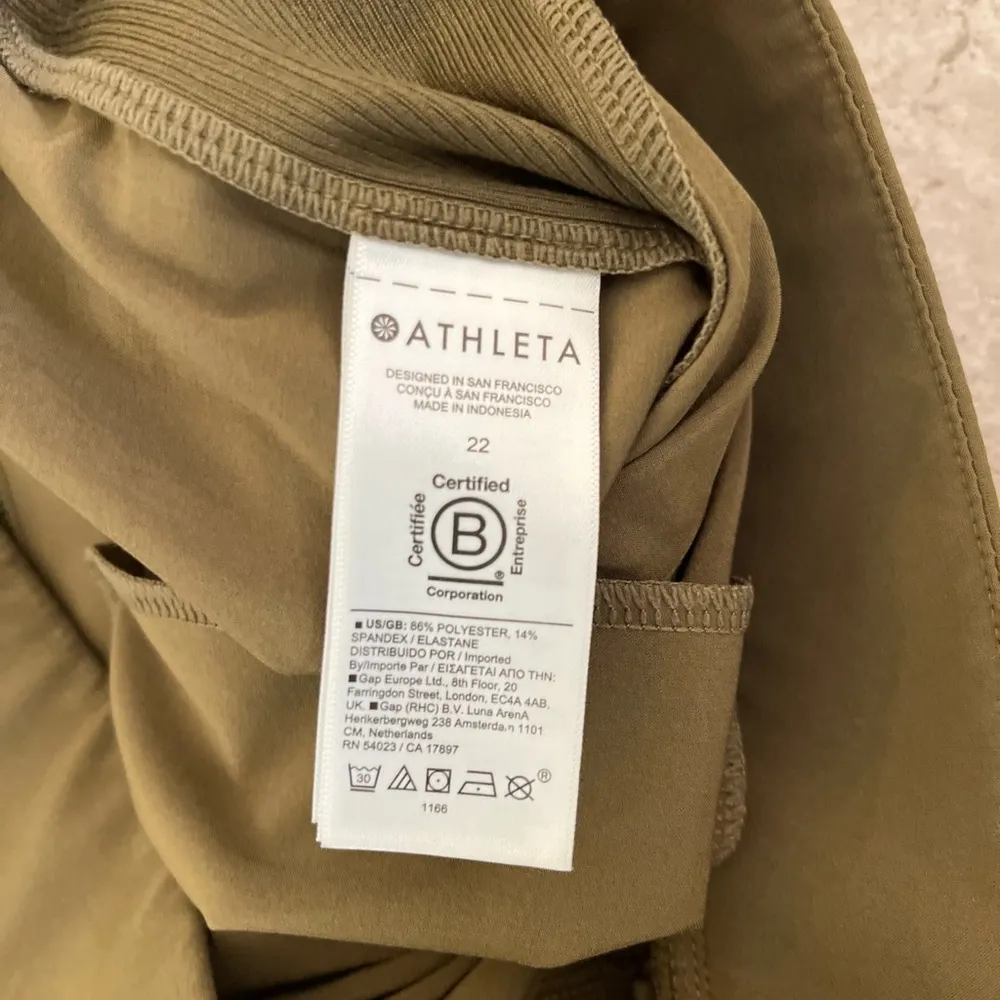 ATHLETA
DESIGNED IN SAN FRANCISCO
CONÇU À SAN FRANCISCO
MADE IN INDONESIA
22
Certified
Certifiée
B
Entreprise
®
Corporation
■ US/GB: 86% POLYESTER, 14%
SPANDEX / ELASTANE
DISTRIBUIDO POR / Imported
By/Importe Par / ΕΙΣΑΓΕΤΑΙ ΑΠΟ ΤΗΝ:
■ Gap Europe Ltd., 8th Floor, 20
Farringdon Street, London, EC4A 4AB,
UK. ■ Gap (RHC) B.V. Luna ArenA
Herikerbergweg 238 Amsterdam 1101
CM, Netherlands
RN 54023 / CA 17897
30 ®
1166